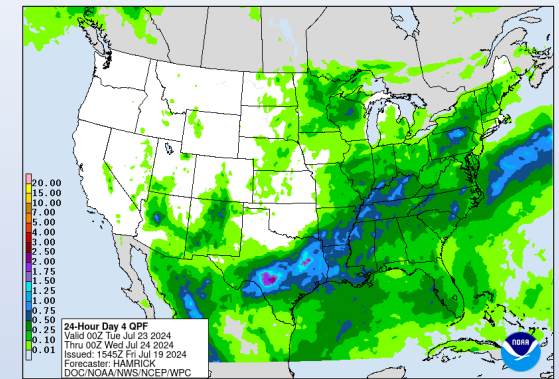 20.00
15.00
10.00
7.00
5.00
4.00
3.00
2.50
2.00
1.75
1.50
1.25
1.00
0.75
0.50
0.25
0.10
0.01
24-Hour Day 4 QPF
Valid 00Z Tue Jul 23 2024
Thru 00Z Wed Jul 24 2024
Issued: 1545Z Fri Jul 19 2024
Forecaster: HAMRICK
DOC/NOAA/NWS/NCEP/WPC
NOAA